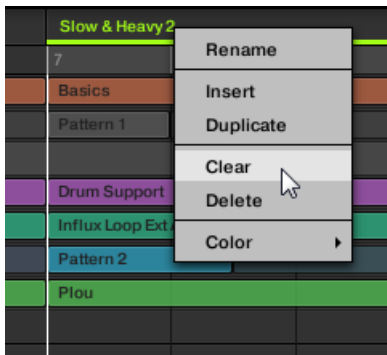 Slow & Heavy 2
7
Basics
Pattern 1
Drum Support
Influx Loop Ext
Pattern 2
Plou
Rename
Insert
Duplicate
Clear
Delete
Color